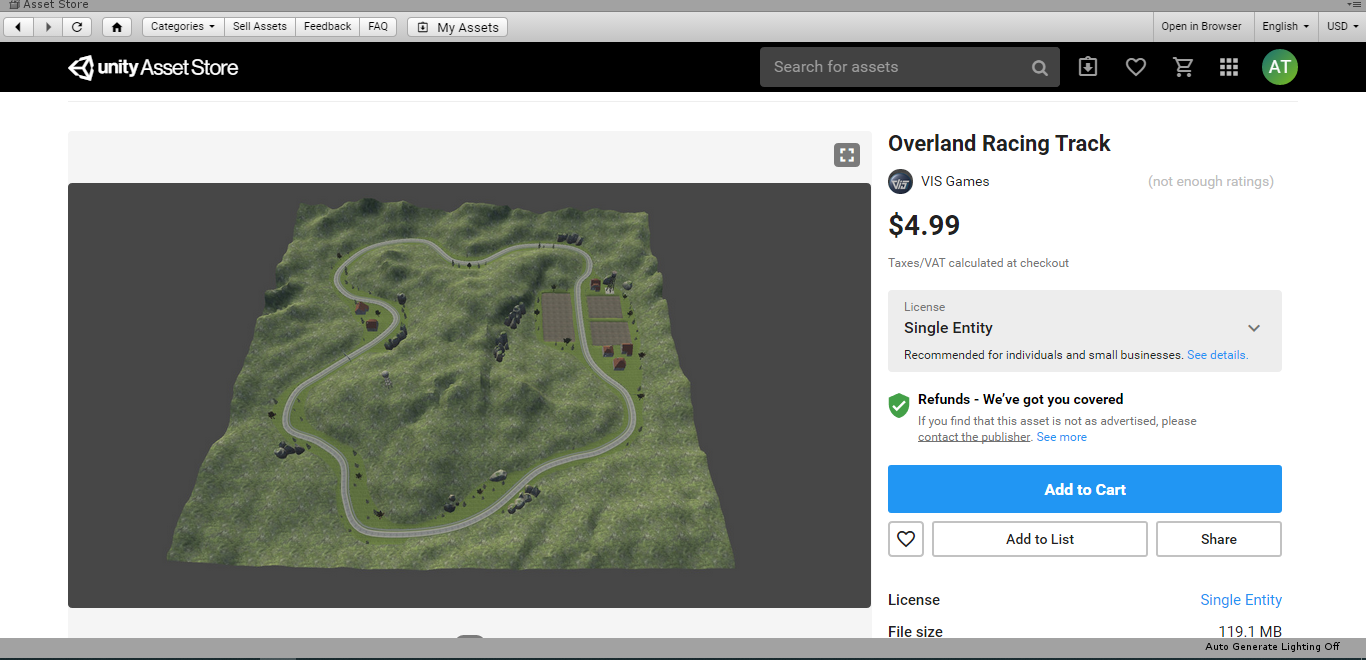 Asset Store
Categories Sell Assets Feedback FAQ My Assets Open in Browser English USD
unity Asset Store Search for assets AT
Overland Racing Track
VIS VIS Games (not enough ratings)
$4.99
Taxes/VAT calculated at checkout
License
Single Entity
Recommended for individuals and small businesses. See details.
Refunds - We've got you covered
If you find that this asset is not as advertised, please
contact the publisher. See more
Add to Cart
Add to List Share
License Single Entity
File size 119.1 MB
Auto Generate Lighting Off